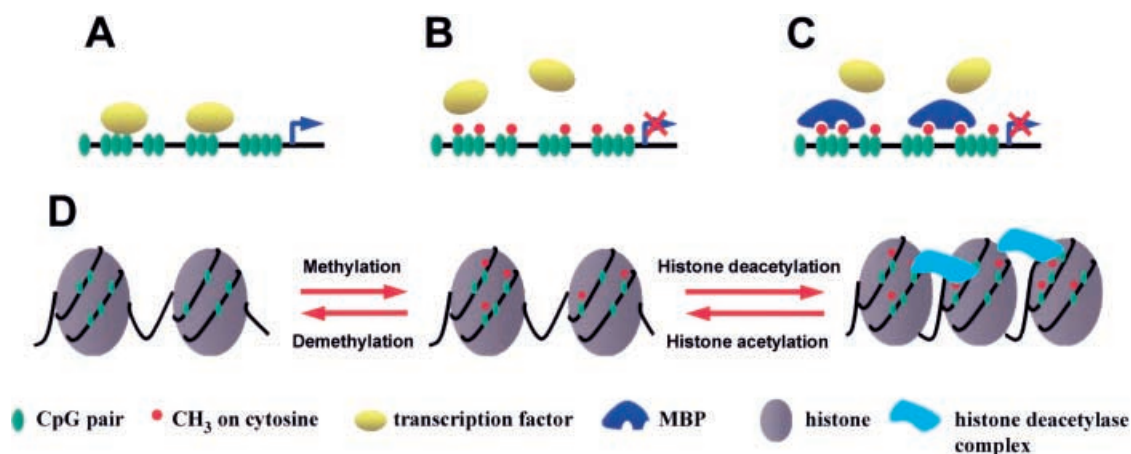 A
B
C
D
Methylation
Demethylation
Histone deacetylation
Histone acetylation
CpG pair
CH₃ on cytosine
transcription factor
MBP
histone
histone deacetylase
complex